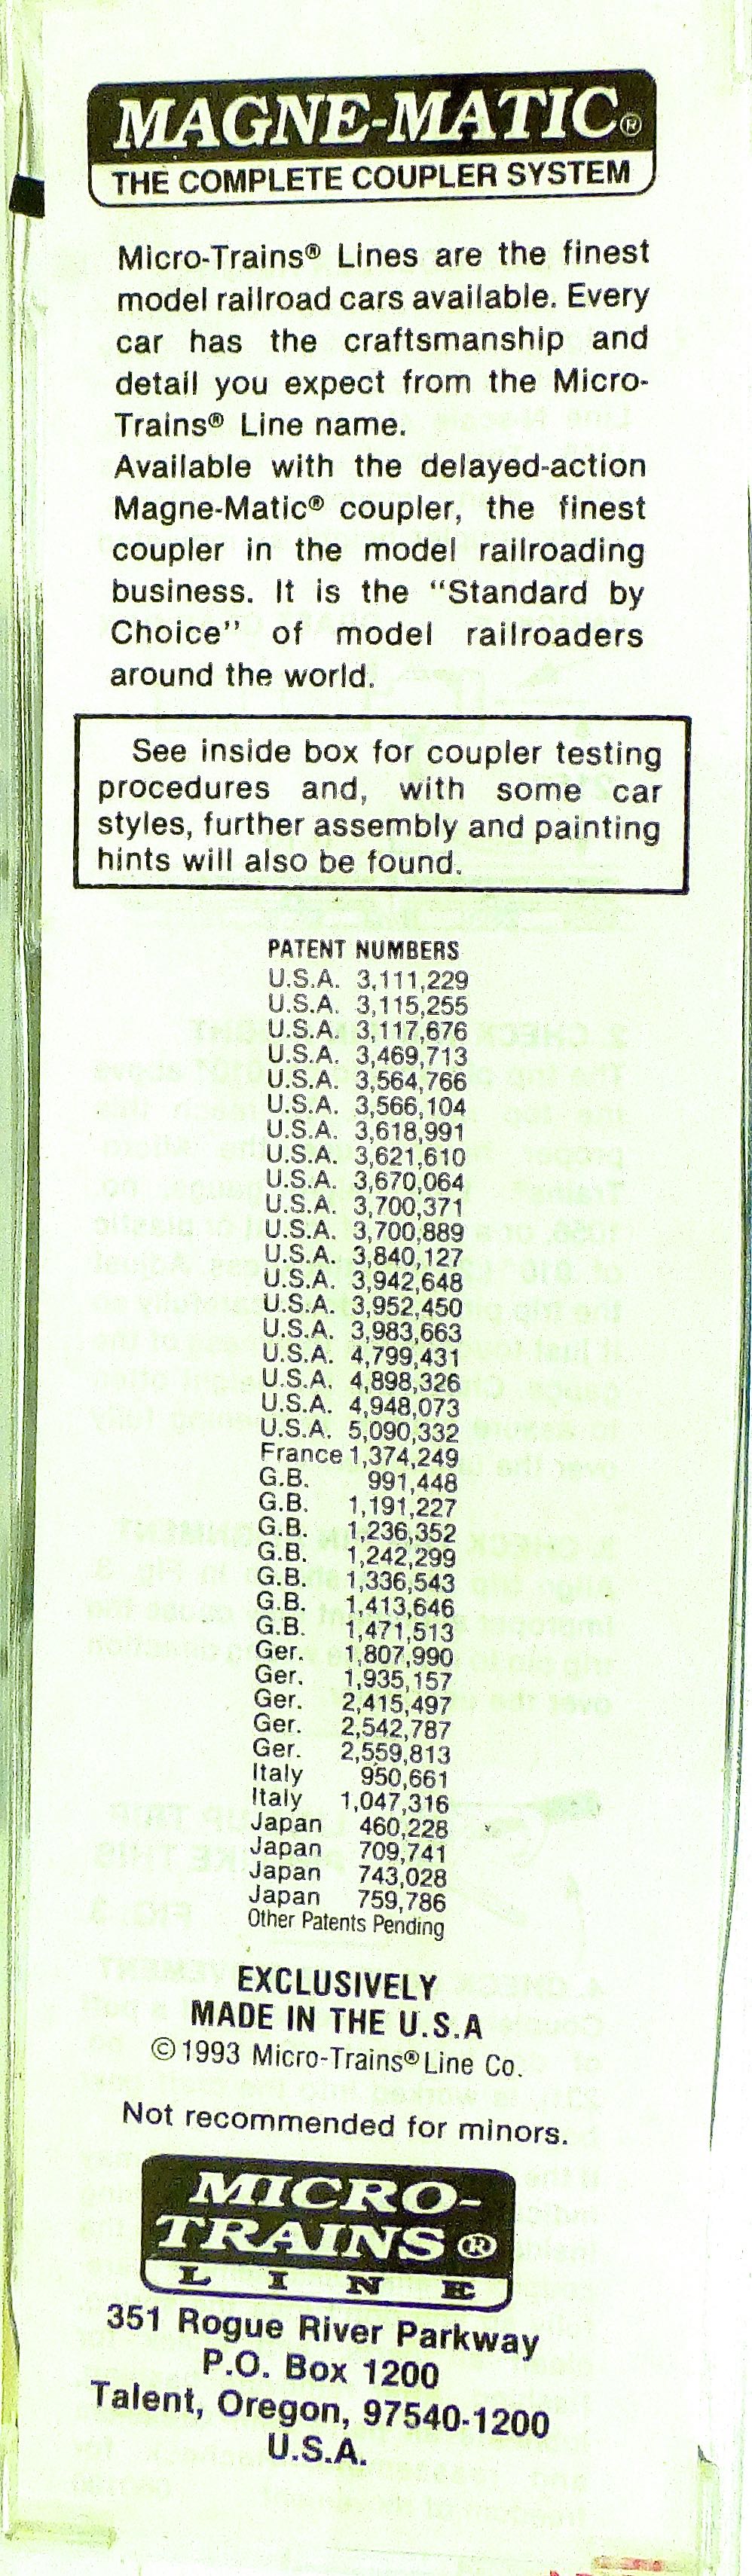 MAGNE-MATIC®
THE COMPLETE COUPLER SYSTEM
Micro-Trains® Lines are the finest
model railroad cars available. Every
car has the craftsmanship and
detail you expect from the Micro-
Trains® Line name.
Available with the delayed-action
Magne-Matic® coupler, the finest
coupler in the model railroading
business. It is the "Standard by
Choice" of model railroaders
around the world.
See inside box for coupler testing
procedures and, with some car
styles, further assembly and painting
hints will also be found.
PATENT NUMBERS
U.S.A. 3,111,229
U.S.A. 3,115,255
U.S.A. 3,117,676
U.S.A. 3,469,713
U.S.A. 3,564,766
U.S.A. 3,566,104
U.S.A. 3,618,991
U.S.A. 3,621,610
U.S.A. 3,670,064
U.S.A. 3,700,371
U.S.A. 3,700,889
U.S.A. 3,840,127
U.S.A. 3,942,648
U.S.A. 3,952,450
U.S.A. 3,983,663
U.S.A. 4,799,431
U.S.A. 4,898,326
U.S.A. 4,948,073
U.S.A. 5,090,332
France 1,374,249
G.B. 991,448
G.B. 1,191,227
G.B. 1,236,352
G.B. 1,242,299
G.B. 1,336,543
G.B. 1,413,646
G.B. 1,471,513
Ger. 1,807,990
Ger. 1,935,157
Ger. 2,415,497
Ger. 2,542,787
Ger. 2,559,813
Italy 950,661
Italy 1,047,316
Japan 460,228
Japan 709,741
Japan 743,028
Japan 759,786
Other Patents Pending
EXCLUSIVELY
MADE IN THE U.S.A
©1993 Micro-Trains® Line Co.
Not recommended for minors.
MICRO-
TRAINS®
LINE
351 Rogue River Parkway
P.O. Box 1200
Talent, Oregon, 97540-1200
U.S.A.